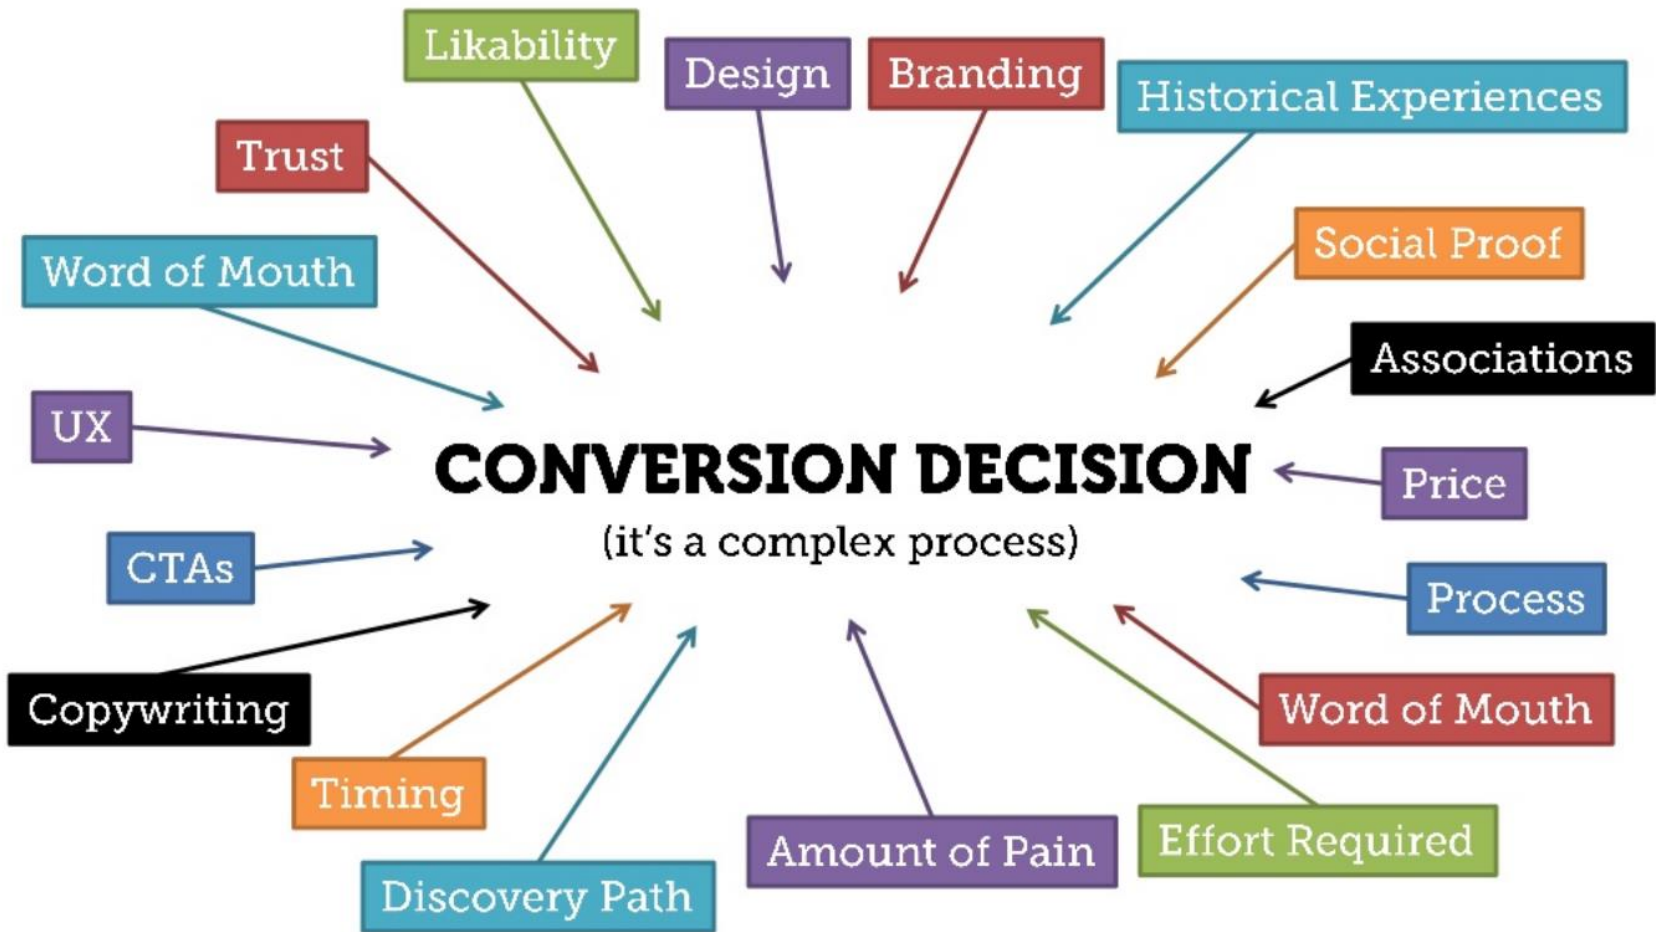 Likability
Design
Branding
Historical Experiences
Trust
Social Proof
Word of Mouth
Associations
UX
CONVERSION DECISION
Price
(it's a complex process)
CTAs
Process
Copywriting
Word of Mouth
Timing
Amount of Pain
Effort Required
Discovery Path